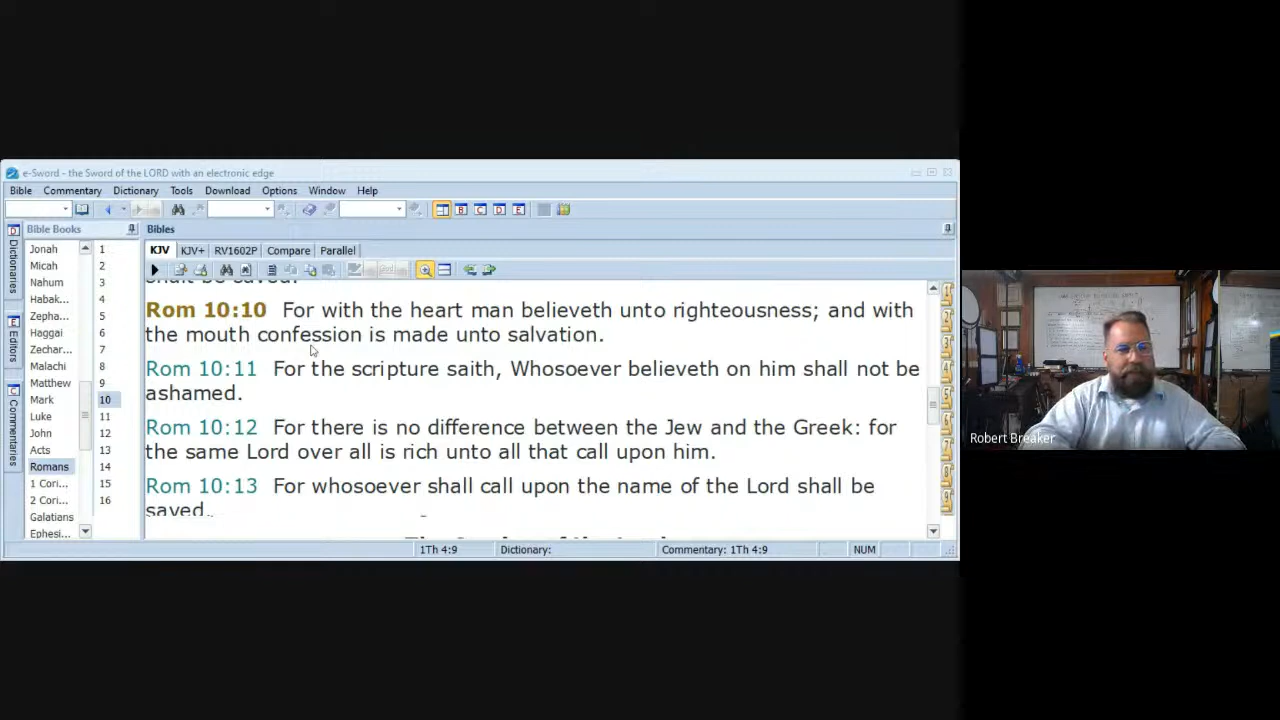 e-Sword - the Sword of the LORD with an electronic edge
Bible Commentary Dictionary Tools Download Options Window Help
B C D E
Bible Books
Bibles
Dictionaries
Editors
Commentaries
KJV KJV+ RV1602P Compare Parallel
Jonah 1
Micah 2
Nahum 3
Habak... 4
Zepha... 5
Haggai 6
Zechar... 7
Malachi 8
Matthew 9
Mark 10
Luke 11
John 12
Acts 13
Romans 14
1 Cori... 15
2 Cori... 16
Galatians
Ephesi...
shall be saved.
Rom 10:10 For with the heart man believeth unto righteousness; and with
the mouth confession is made unto salvation.
Rom 10:11 For the scripture saith, Whosoever believeth on him shall not be
ashamed.
Rom 10:12 For there is no difference between the Jew and the Greek: for
the same Lord over all is rich unto all that call upon him.
Rom 10:13 For whosoever shall call upon the name of the Lord shall be
saved.
1Th 4:9 Dictionary: Commentary: 1Th 4:9 NUM
Robert Breaker